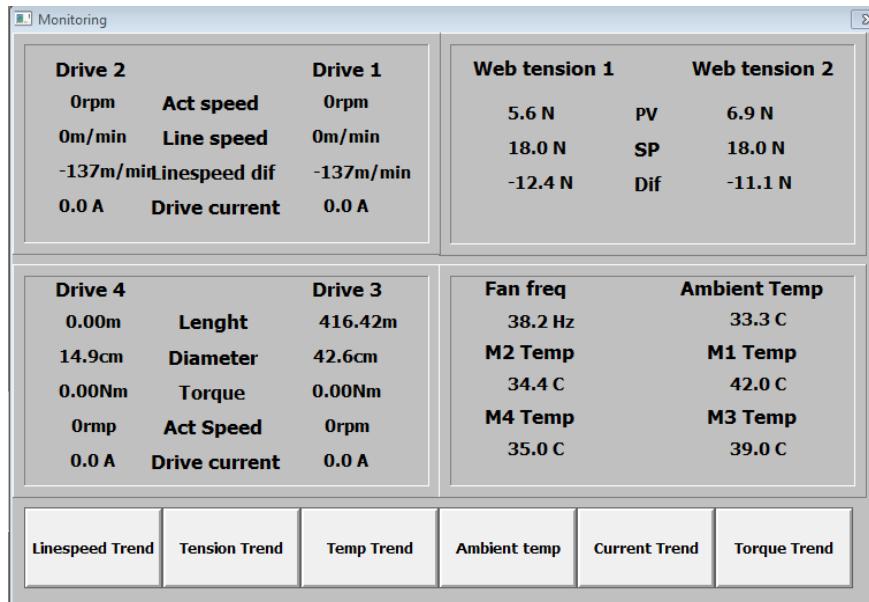 Monitoring
Drive 2 Drive 1
0rpm Act speed 0rpm
0m/min Line speed 0m/min
-137m/min Linespeed dif -137m/min
0.0 A Drive current 0.0 A
Web tension 1 Web tension 2
5.6 N PV 6.9 N
18.0 N SP 18.0 N
-12.4 N Dif -11.1 N
Drive 4 Drive 3
0.00m Lenght 416.42m
14.9cm Diameter 42.6cm
0.00Nm Torque 0.00Nm
0rmp Act Speed 0rpm
0.0 A Drive current 0.0 A
Fan freq Ambient Temp
38.2 Hz 33.3 C
M2 Temp M1 Temp
34.4 C 42.0 C
M4 Temp M3 Temp
35.0 C 39.0 C
Linespeed Trend Tension Trend Temp Trend Ambient temp Current Trend Torque Trend